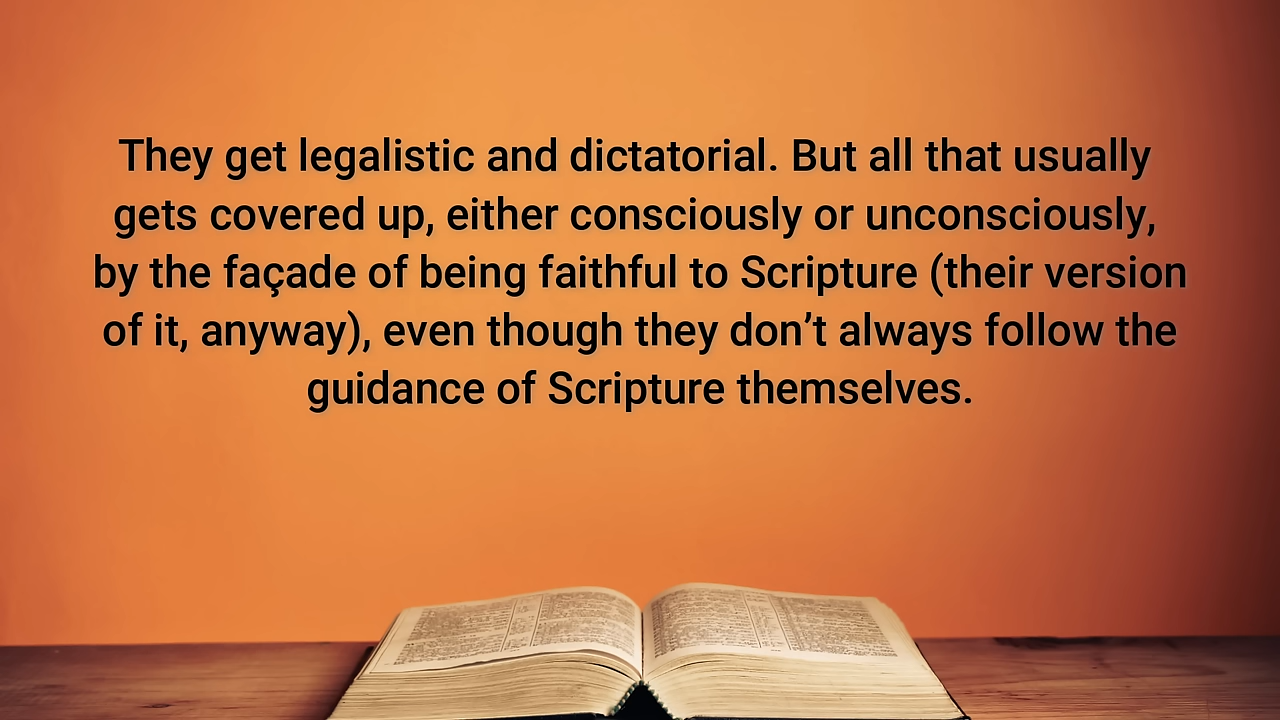 They get legalistic and dictatorial. But all that usually
gets covered up, either consciously or unconsciously,
by the façade of being faithful to Scripture (their version
of it, anyway), even though they don’t always follow the
guidance of Scripture themselves.